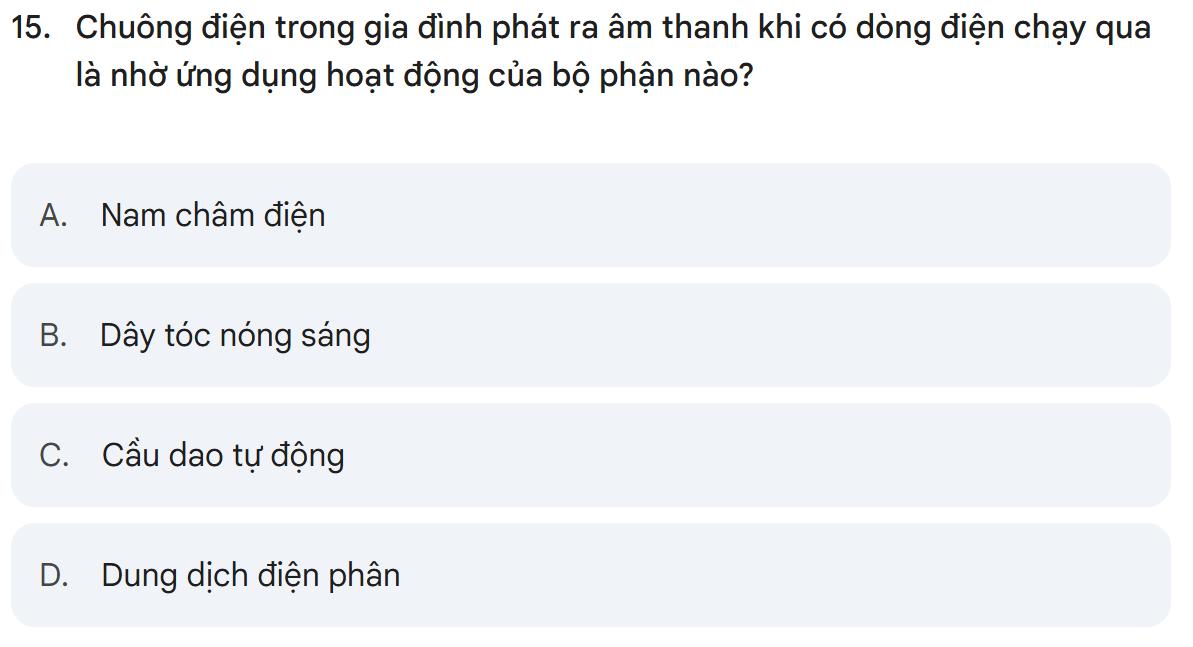 15. Chuông điện trong gia đình phát ra âm thanh khi có dòng điện chạy qua
là nhờ ứng dụng hoạt động của bộ phận nào?
A. Nam châm điện
B. Dây tóc nóng sáng
C. Cầu dao tự động
D. Dung dịch điện phân